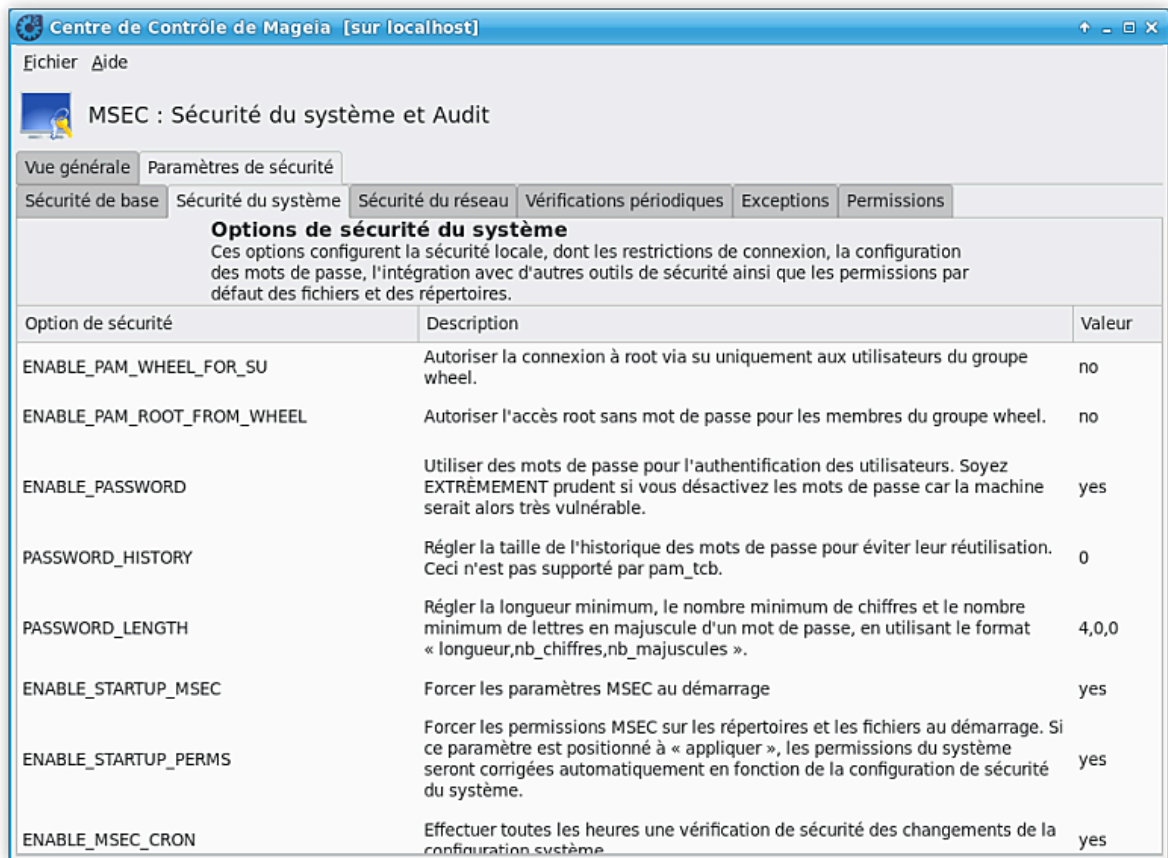 Centre de Contrôle de Mageia [sur localhost]
Fichier Aide
MSEC : Sécurité du système et Audit
Vue générale Paramètres de sécurité
Sécurité de base Sécurité du système Sécurité du réseau Vérifications périodiques Exceptions Permissions
Options de sécurité du système
Ces options configurent la sécurité locale, dont les restrictions de connexion, la configuration
des mots de passe, l'intégration avec d'autres outils de sécurité ainsi que les permissions par
défaut des fichiers et des répertoires.
Option de sécurité Description Valeur
ENABLE_PAM_WHEEL_FOR_SU
Autoriser la connexion à root via su uniquement aux utilisateurs du groupe
wheel.
no
ENABLE_PAM_ROOT_FROM_WHEEL
Autoriser l'accès root sans mot de passe pour les membres du groupe wheel.
no
ENABLE_PASSWORD
Utiliser des mots de passe pour l'authentification des utilisateurs. Soyez
EXTRÈMEMENT prudent si vous désactivez les mots de passe car la machine
serait alors très vulnérable.
yes
PASSWORD_HISTORY
Régler la taille de l'historique des mots de passe pour éviter leur réutilisation.
Ceci n'est pas supporté par pam_tcb.
0
PASSWORD_LENGTH
Régler la longueur minimum, le nombre minimum de chiffres et le nombre
minimum de lettres en majuscule d'un mot de passe, en utilisant le format
« longueur,nb_chiffres,nb_majuscules ».
4,0,0
ENABLE_STARTUP_MSEC
Forcer les paramètres MSEC au démarrage
yes
ENABLE_STARTUP_PERMS
Forcer les permissions MSEC sur les répertoires et les fichiers au démarrage. Si
ce paramètre est positionné à « appliquer », les permissions du système
seront corrigées automatiquement en fonction de la configuration de sécurité
du système.
yes
ENABLE_MSEC_CRON
Effectuer toutes les heures une vérification de sécurité des changements de la
configuration système.
yes